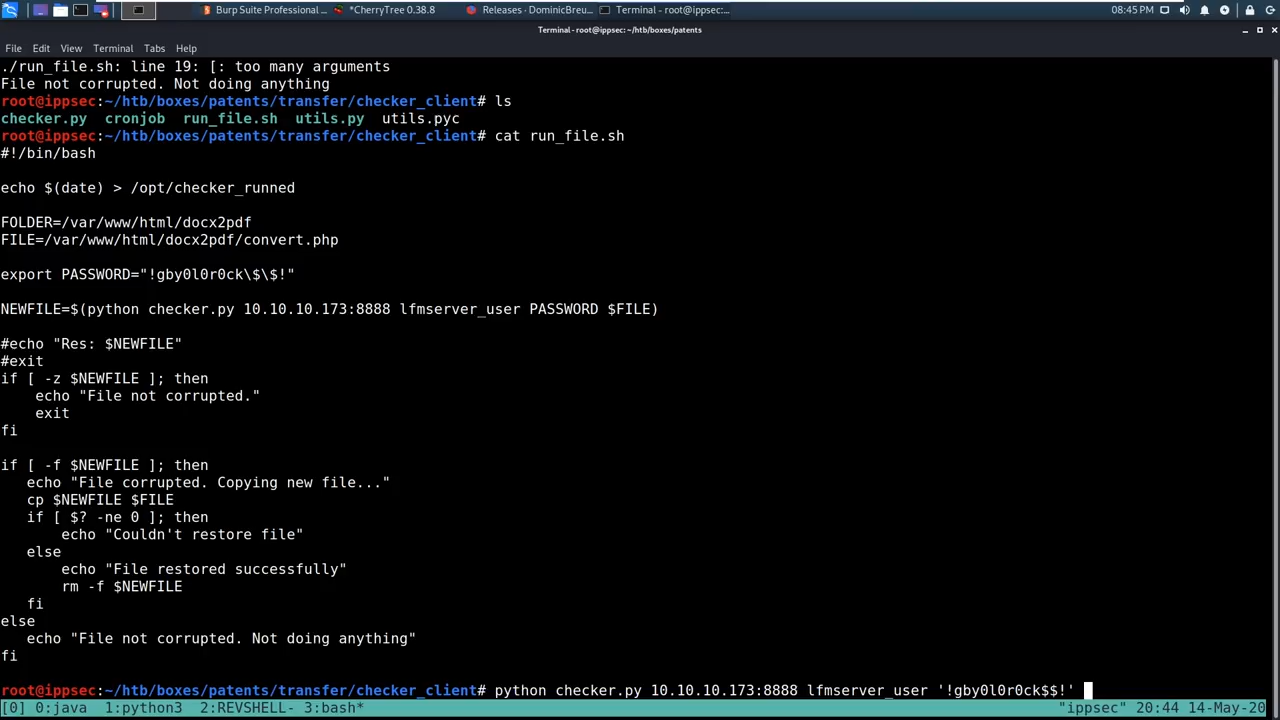 Burp Suite Professional ... *CherryTree 0.38.8 Releases · DominicBreu... Terminal - root@ippsec:... 08:45 PM
Terminal - root@ippsec: ~/htb/boxes/patents
File Edit View Terminal Tabs Help
./run_file.sh: line 19: [: too many arguments
File not corrupted. Not doing anything
root@ippsec:~/htb/boxes/patents/transfer/checker_client# ls
checker.py  cronjob  run_file.sh  utils.py  utils.pyc
root@ippsec:~/htb/boxes/patents/transfer/checker_client# cat run_file.sh
#!/bin/bash
echo $(date) > /opt/checker_runned
FOLDER=/var/www/html/docx2pdf
FILE=/var/www/html/docx2pdf/convert.php
export PASSWORD="!gby0l0r0ck\$\$!"
NEWFILE=$(python checker.py 10.10.10.173:8888 lfmserver_user PASSWORD $FILE)
#echo "Res: $NEWFILE"
#exit
if [ -z $NEWFILE ]; then
    echo "File not corrupted."
    exit
fi
if [ -f $NEWFILE ]; then
   echo "File corrupted. Copying new file..."
   cp $NEWFILE $FILE
   if [ $? -ne 0 ]; then
       echo "Couldn't restore file"
   else
       echo "File restored successfully"
       rm -f $NEWFILE
   fi
else
   echo "File not corrupted. Not doing anything"
fi
root@ippsec:~/htb/boxes/patents/transfer/checker_client# python checker.py 10.10.10.173:8888 lfmserver_user '!gby0l0r0ck$$!'
[0] 0:java  1:python3  2:REVSHELL- 3:bash* "ippsec" 20:44 14-May-20